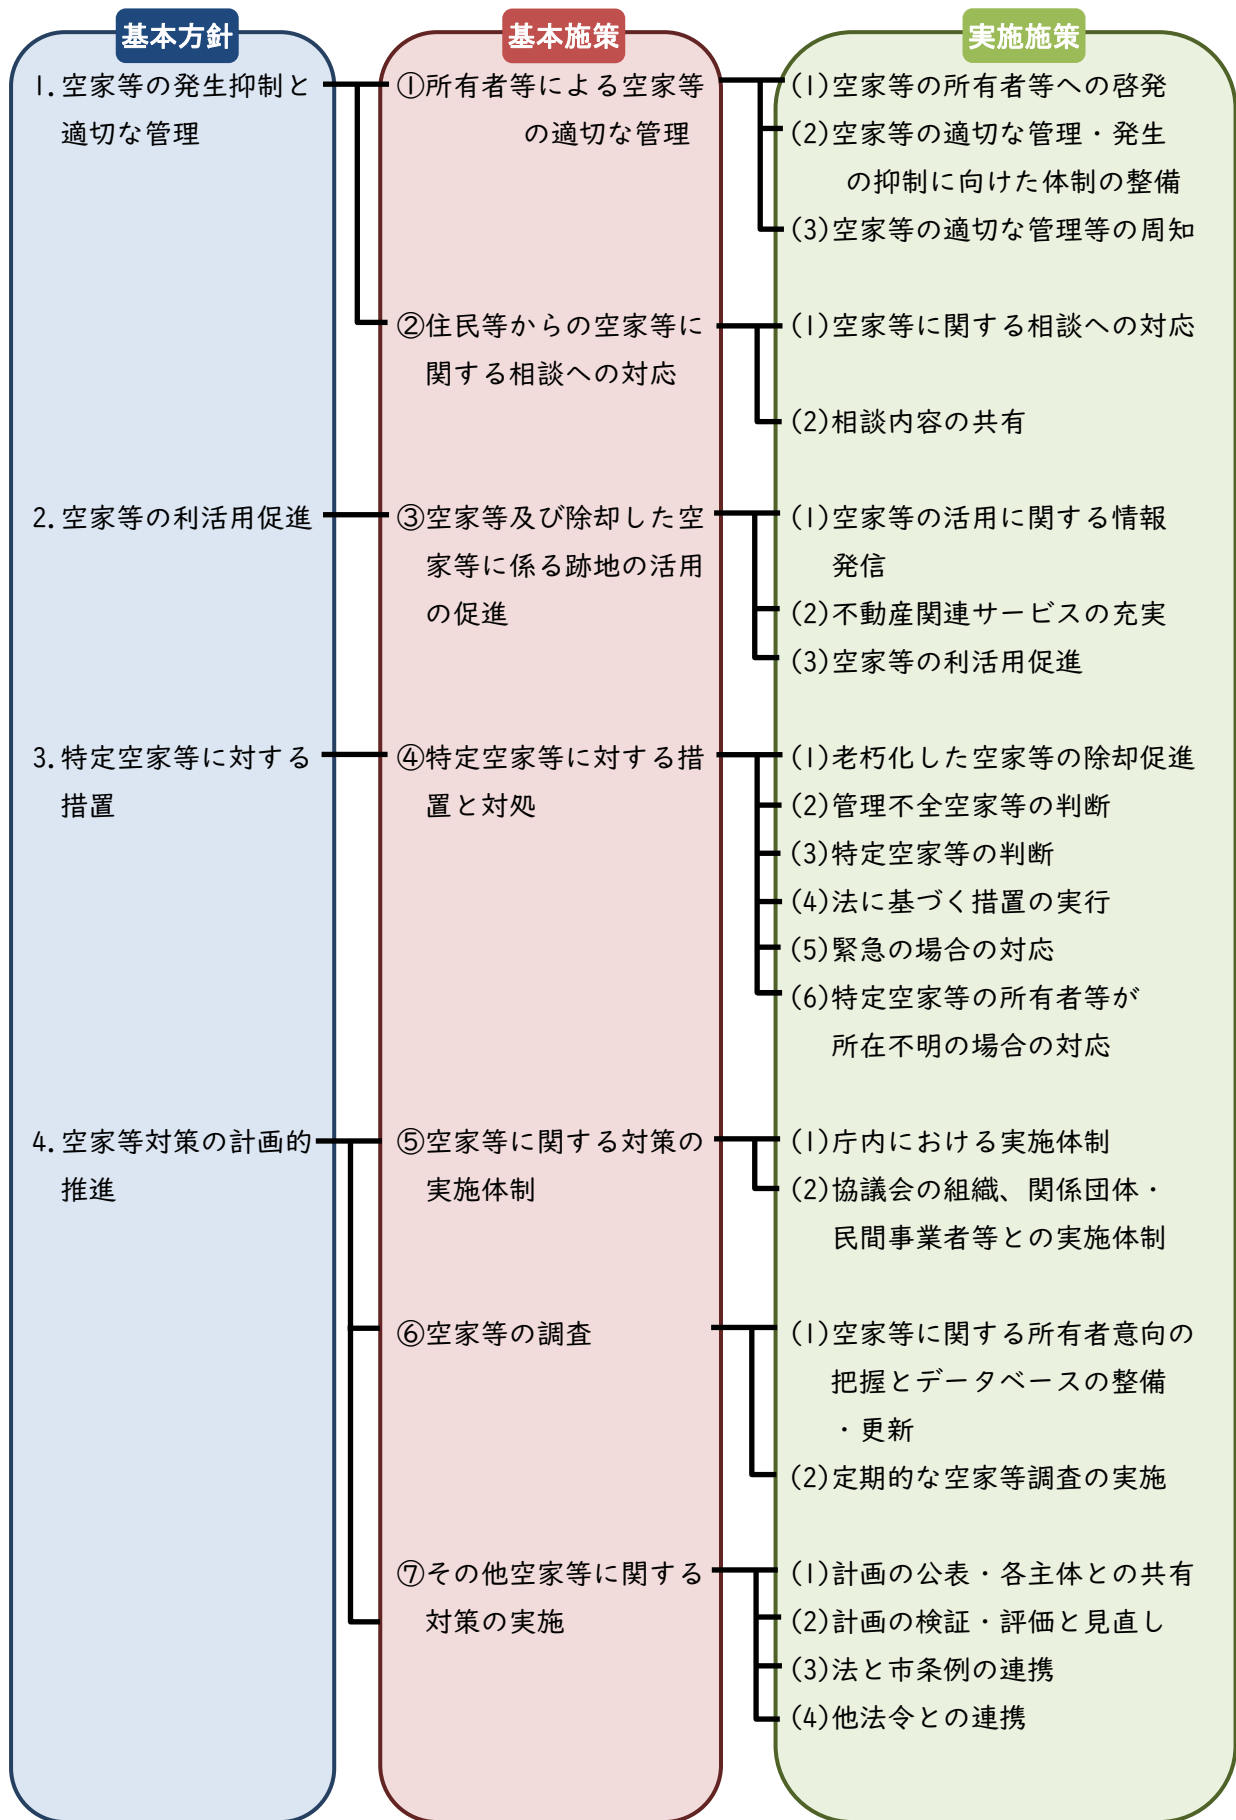 基本方針
1.空家等の発生抑制と
適切な管理
2.空家等の利活用促進
3.特定空家等に対する
措置
4.空家等対策の計画的
推進
基本施策
①所有者等による空家等
の適切な管理
②住民等からの空家等に
関する相談への対応
③空家等及び除却した空
家等に係る跡地の活用
の促進
④特定空家等に対する措
置と対処
⑤空家等に関する対策の
実施体制
⑥空家等の調査
⑦その他空家等に関する
対策の実施
実施施策
(1)空家等の所有者等への啓発
(2)空家等の適切な管理・発生
の抑制に向けた体制の整備
(3)空家等の適切な管理等の周知
(1)空家等に関する相談への対応
(2)相談内容の共有
(1)空家等の活用に関する情報
発信
(2)不動産関連サービスの充実
(3)空家等の利活用促進
(1)老朽化した空家等の除却促進
(2)管理不全空家等の判断
(3)特定空家等の判断
(4)法に基づく措置の実行
(5)緊急の場合の対応
(6)特定空家等の所有者等が
所在不明の場合の対応
(1)庁内における実施体制
(2)協議会の組織、関係団体・
民間事業者等との実施体制
(1)空家等に関する所有者意向の
把握とデータベースの整備
・更新
(2)定期的な空家等調査の実施
(1)計画の公表・各主体との共有
(2)計画の検証・評価と見直し
(3)法と市条例の連携
(4)他法令との連携